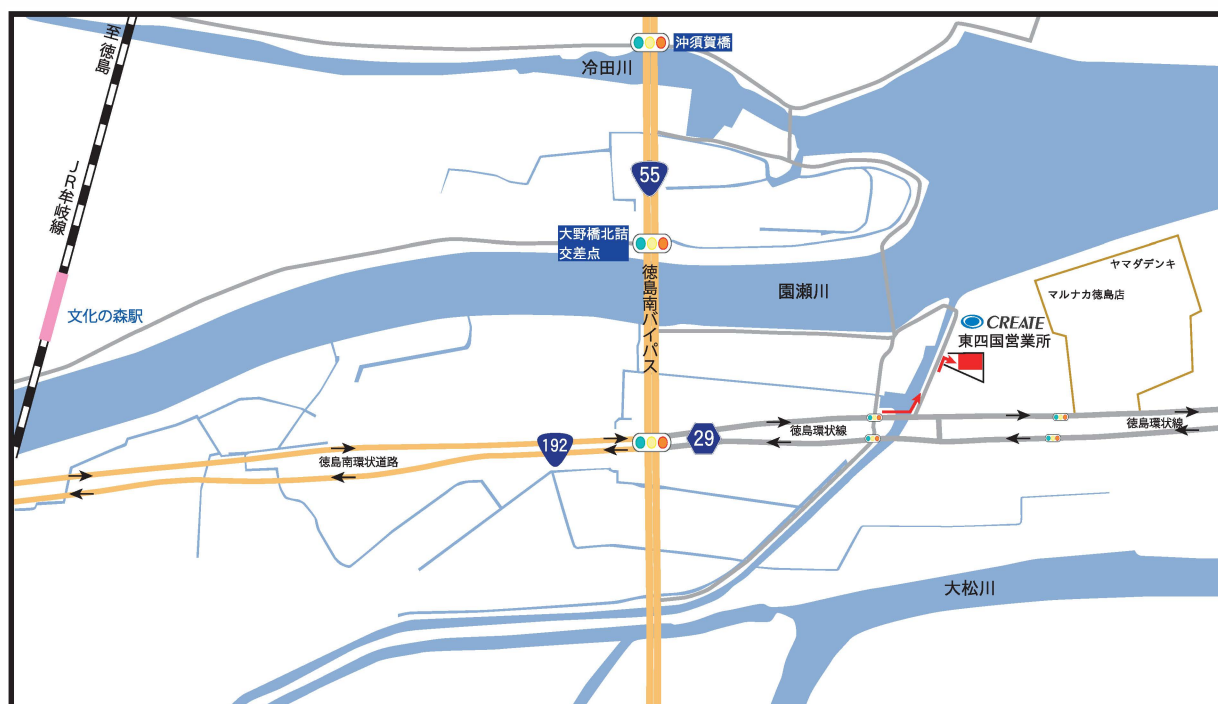 至徳島
沖須賀橋
冷田川
JR牟岐線
55
大野橋北詰
交差点
徳島南バイパス
園瀬川
ヤマダデンキ
マルナカ徳島店
文化の森駅
CREATE
東四国営業所
192
29
徳島環状線
徳島環状線
徳島南環状道路
大松川